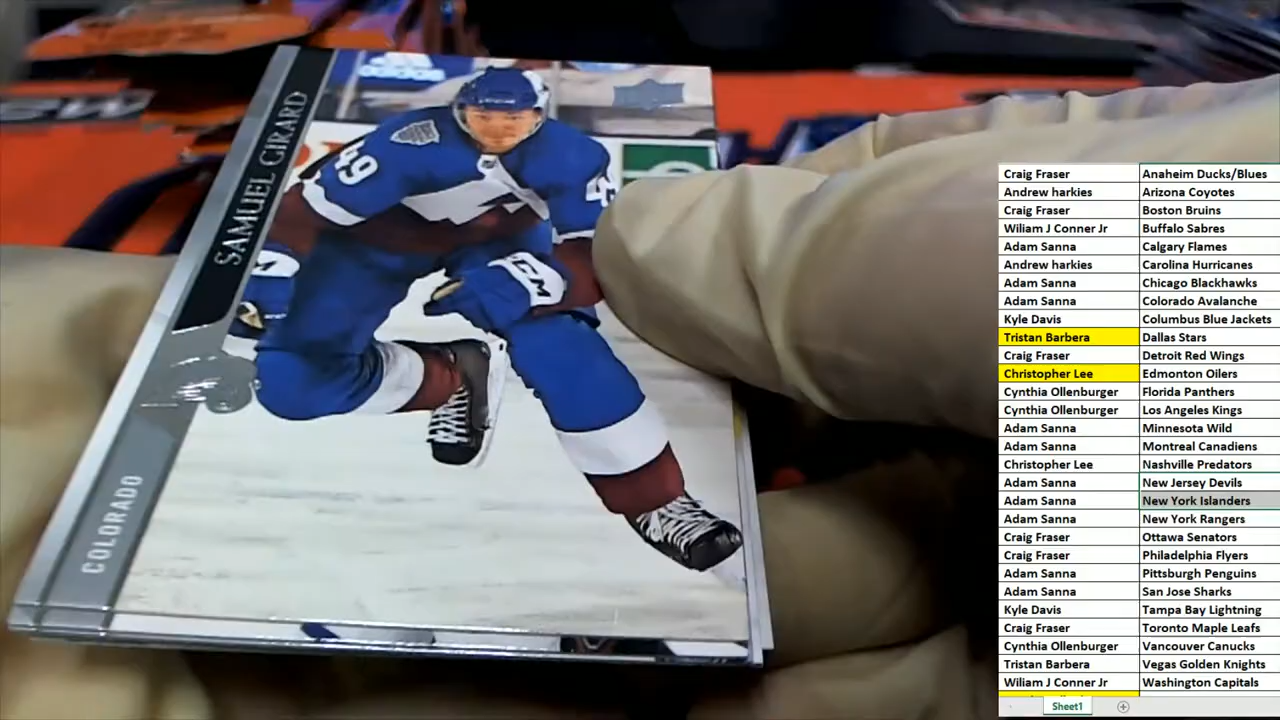 adidas
SAMUEL GIRARD
49
CCM
COLORADO
Craig Fraser Anaheim Ducks/Blues
Andrew harkies Arizona Coyotes
Craig Fraser Boston Bruins
Wiliam J Conner Jr Buffalo Sabres
Adam Sanna Calgary Flames
Andrew harkies Carolina Hurricanes
Adam Sanna Chicago Blackhawks
Adam Sanna Colorado Avalanche
Kyle Davis Columbus Blue Jackets
Tristan Barbera Dallas Stars
Craig Fraser Detroit Red Wings
Christopher Lee Edmonton Oilers
Cynthia Ollenburger Florida Panthers
Cynthia Ollenburger Los Angeles Kings
Adam Sanna Minnesota Wild
Adam Sanna Montreal Canadiens
Christopher Lee Nashville Predators
Adam Sanna New Jersey Devils
Adam Sanna New York Islanders
Adam Sanna New York Rangers
Craig Fraser Ottawa Senators
Craig Fraser Philadelphia Flyers
Adam Sanna Pittsburgh Penguins
Adam Sanna San Jose Sharks
Kyle Davis Tampa Bay Lightning
Craig Fraser Toronto Maple Leafs
Cynthia Ollenburger Vancouver Canucks
Tristan Barbera Vegas Golden Knights
Wiliam J Conner Jr Washington Capitals
Sheet1